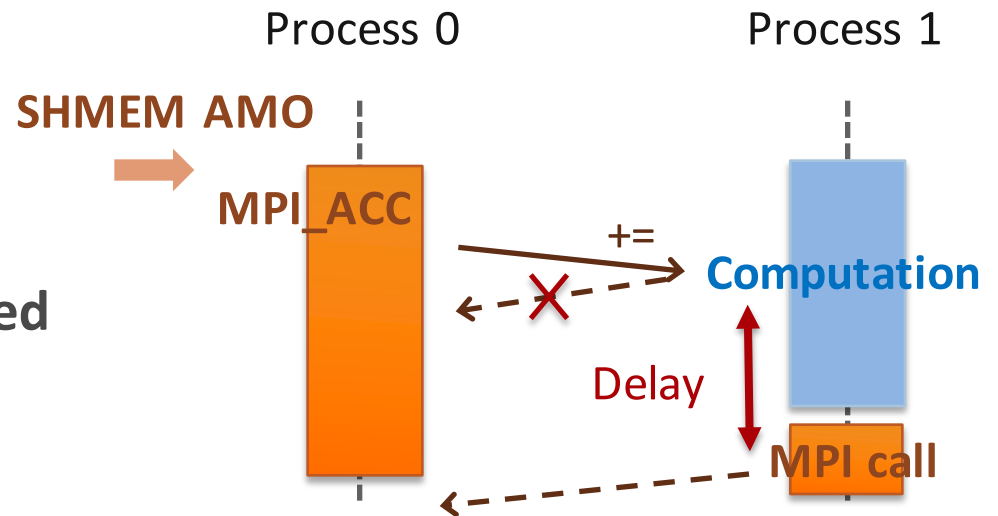 Process 0
Process 1
SHMEM AMO
MPI_ACC
+=
Computation
ed
Delay
MPI call